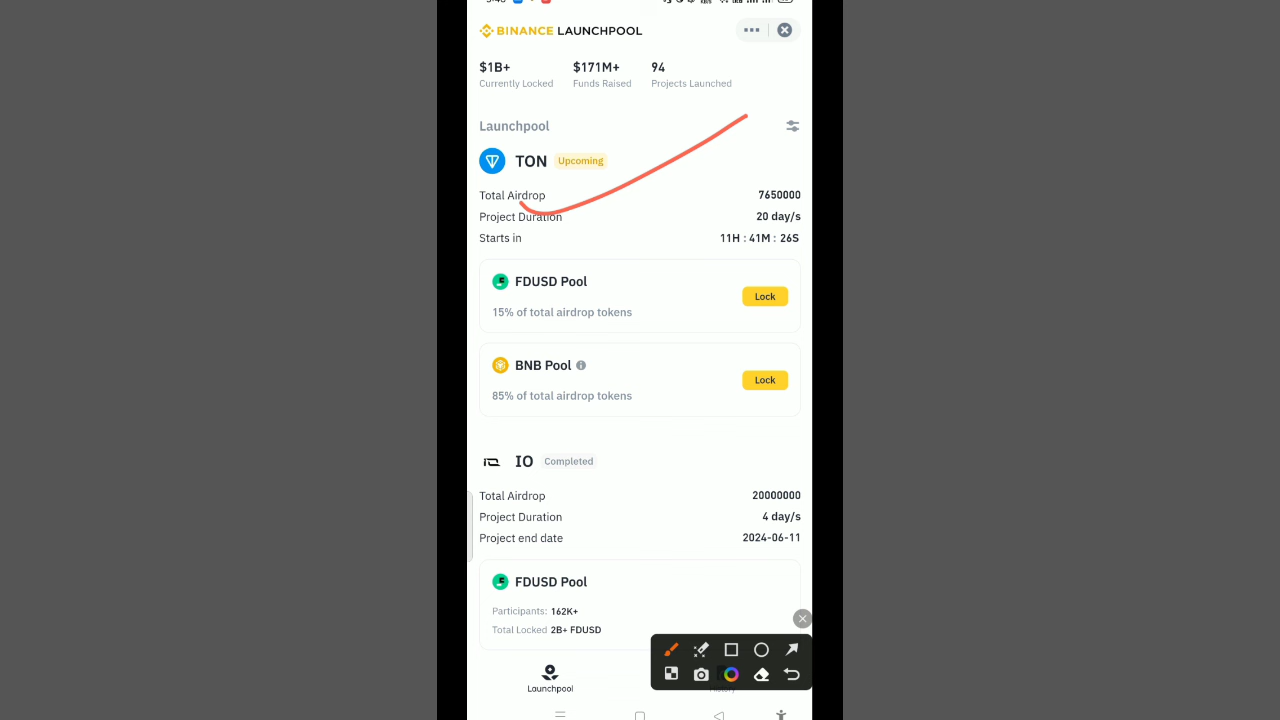 BINANCE LAUNCHPOOL
$1B+ $171M+ 94
Currently Locked Funds Raised Projects Launched
Launchpool
TON Upcoming
Total Airdrop 7650000
Project Duration 20 day/s
Starts in 11H : 41M : 26S
FDUSD Pool
Lock
15% of total airdrop tokens
BNB Pool
Lock
85% of total airdrop tokens
IO Completed
Total Airdrop 20000000
Project Duration 4 day/s
Project end date 2024-06-11
FDUSD Pool
Participants: 162K+
Total Locked 2B+ FDUSD
Launchpool